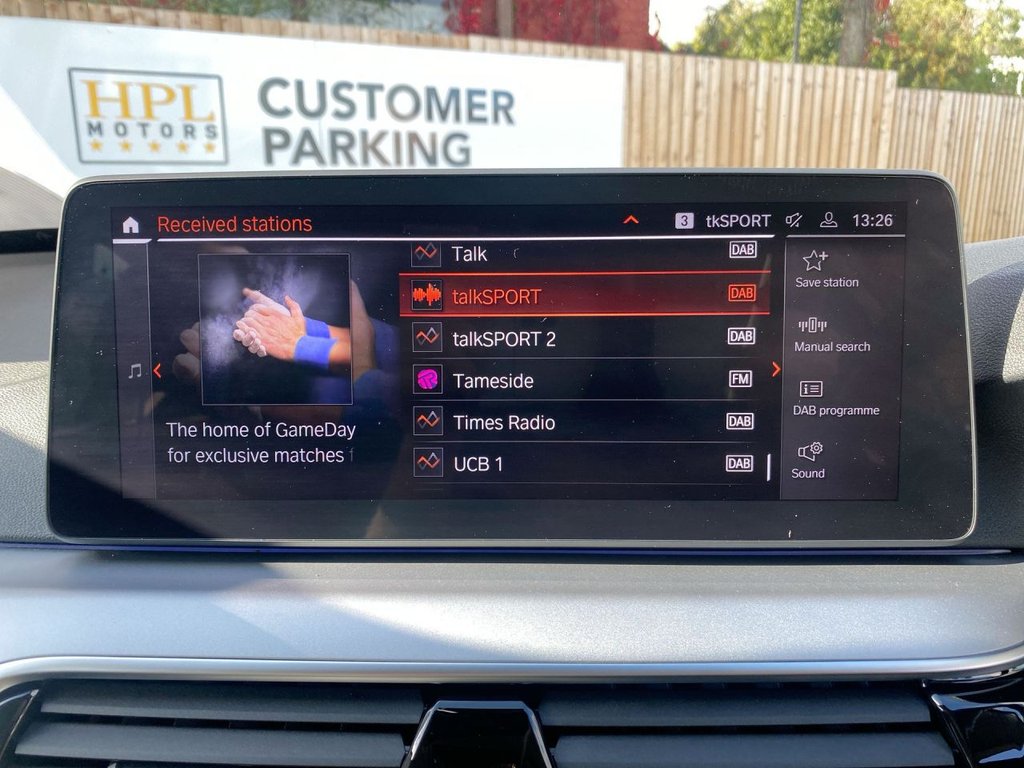 HPL
MOTORS
CUSTOMER
PARKING
Received stations
3 tkSPORT 13:26
Talk DAB
talkSPORT DAB
talkSPORT 2 DAB
Tameside FM
Times Radio DAB
UCB 1 DAB
The home of GameDay
for exclusive matches
Save station
Manual search
DAB programme
Sound